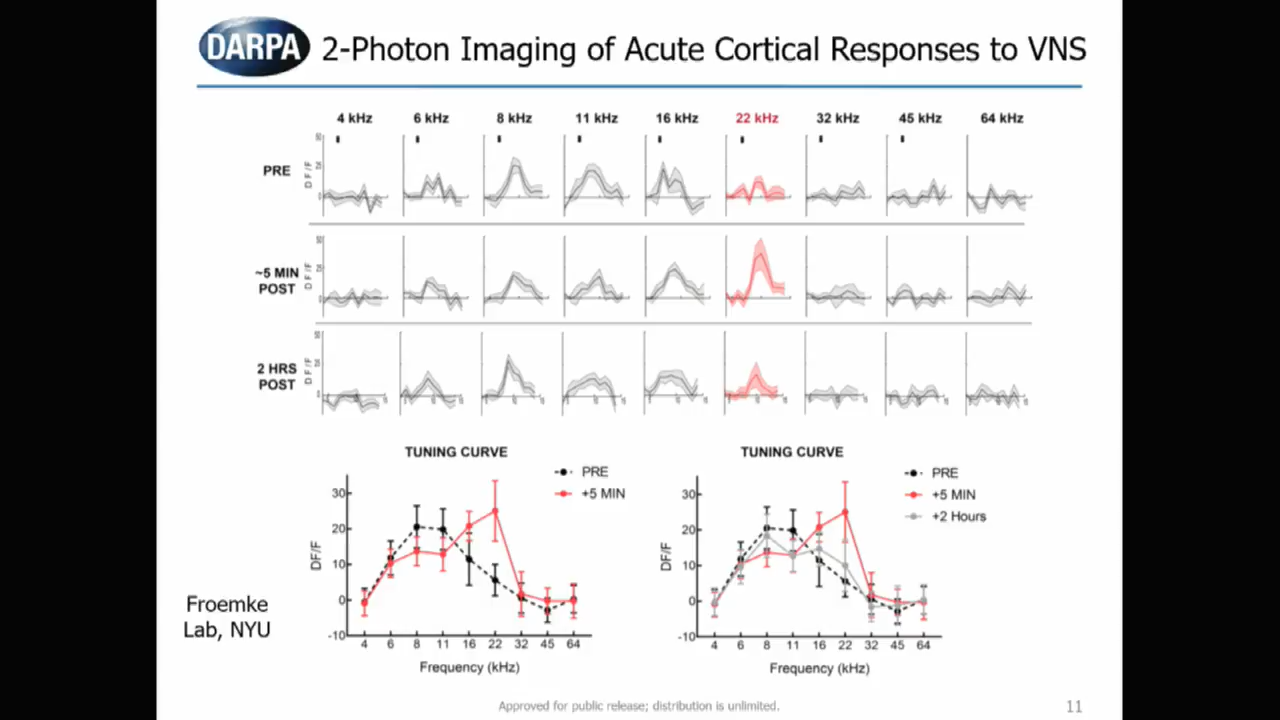 DARPA
2-Photon Imaging of Acute Cortical Responses to VNS
4 kHz 6 kHz 8 kHz 11 kHz 16 kHz 22 kHz 32 kHz 45 kHz 64 kHz
PRE
DF/F
~5 MIN
POST
DF/F
2 HRS
POST
DF/F
TUNING CURVE
PRE
+5 MIN
DF/F
30
20
10
0
-10
4 6 8 11 16 22 32 45 64
Frequency (kHz)
TUNING CURVE
PRE
+5 MIN
+2 Hours
DF/F
30
20
10
0
-10
4 6 8 11 16 22 32 45 64
Frequency (kHz)
Froemke
Lab, NYU
Approved for public release; distribution is unlimited.
11